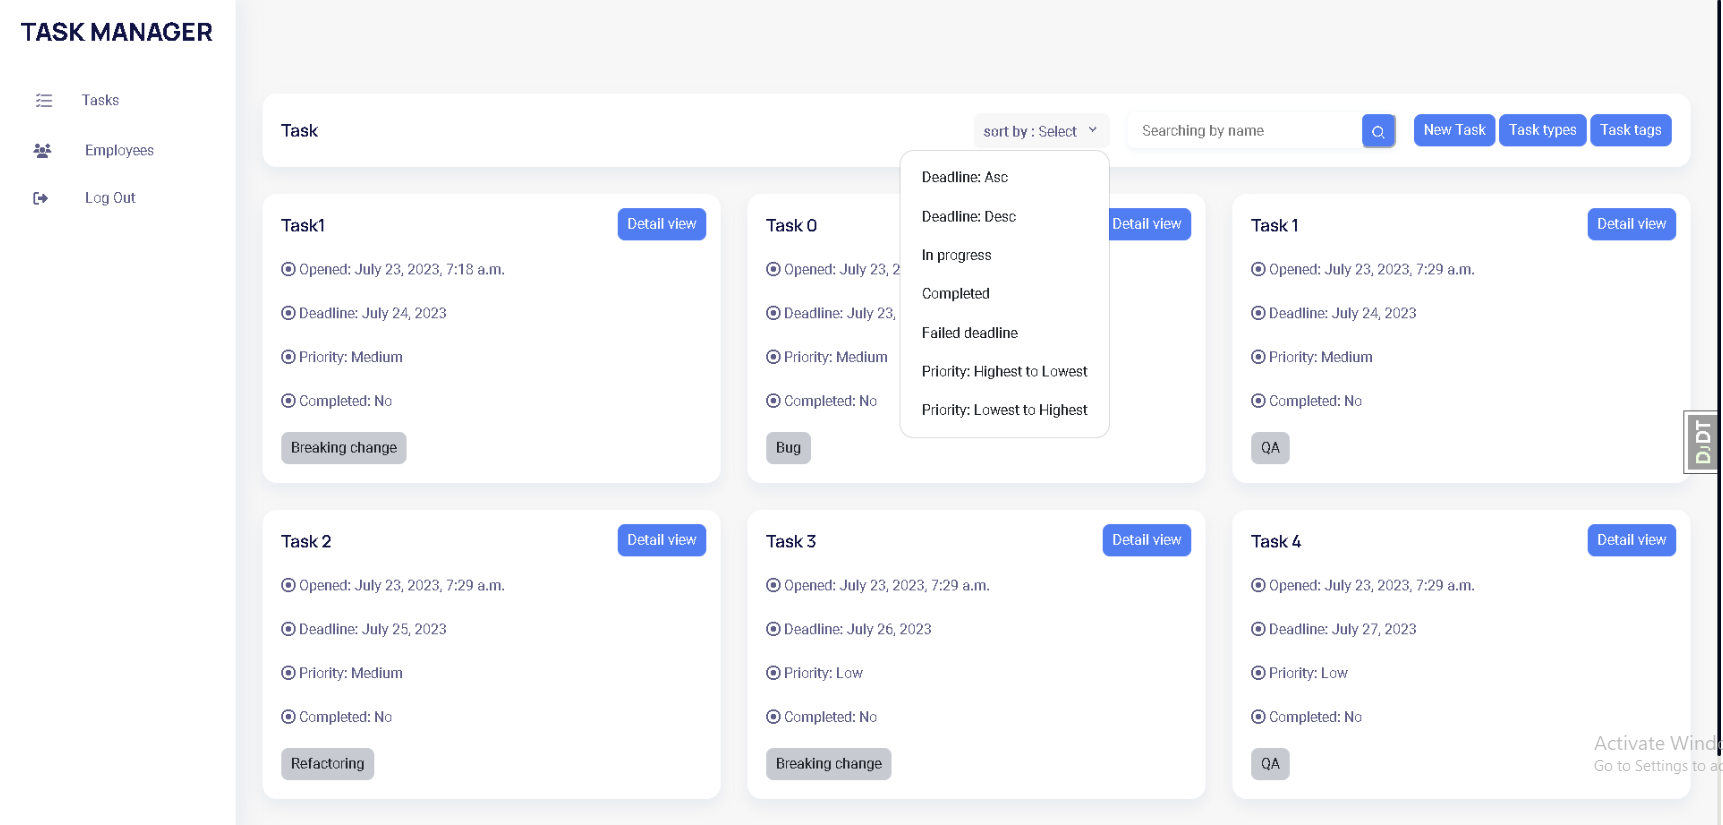 TASK MANAGER
Tasks
Employees
Log Out
Task
sort by : Select
Searching by name
New Task
Task types
Task tags
Deadline: Asc
Deadline: Desc
In progress
Completed
Failed deadline
Priority: Highest to Lowest
Priority: Lowest to Highest
Task1
Detail view
Opened: July 23, 2023, 7:18 a.m.
Deadline: July 24, 2023
Priority: Medium
Completed: No
Breaking change
Task 0
Detail view
Opened: July 23, 2
Deadline: July 23,
Priority: Medium
Completed: No
Bug
Task 1
Detail view
Opened: July 23, 2023, 7:29 a.m.
Deadline: July 24, 2023
Priority: Medium
Completed: No
QA
DJDT
Task 2
Detail view
Opened: July 23, 2023, 7:29 a.m.
Deadline: July 25, 2023
Priority: Medium
Completed: No
Refactoring
Task 3
Detail view
Opened: July 23, 2023, 7:29 a.m.
Deadline: July 26, 2023
Priority: Low
Completed: No
Breaking change
Task 4
Detail view
Opened: July 23, 2023, 7:29 a.m.
Deadline: July 27, 2023
Priority: Low
Completed: No
QA
Activate Windo
Go to Settings to ac